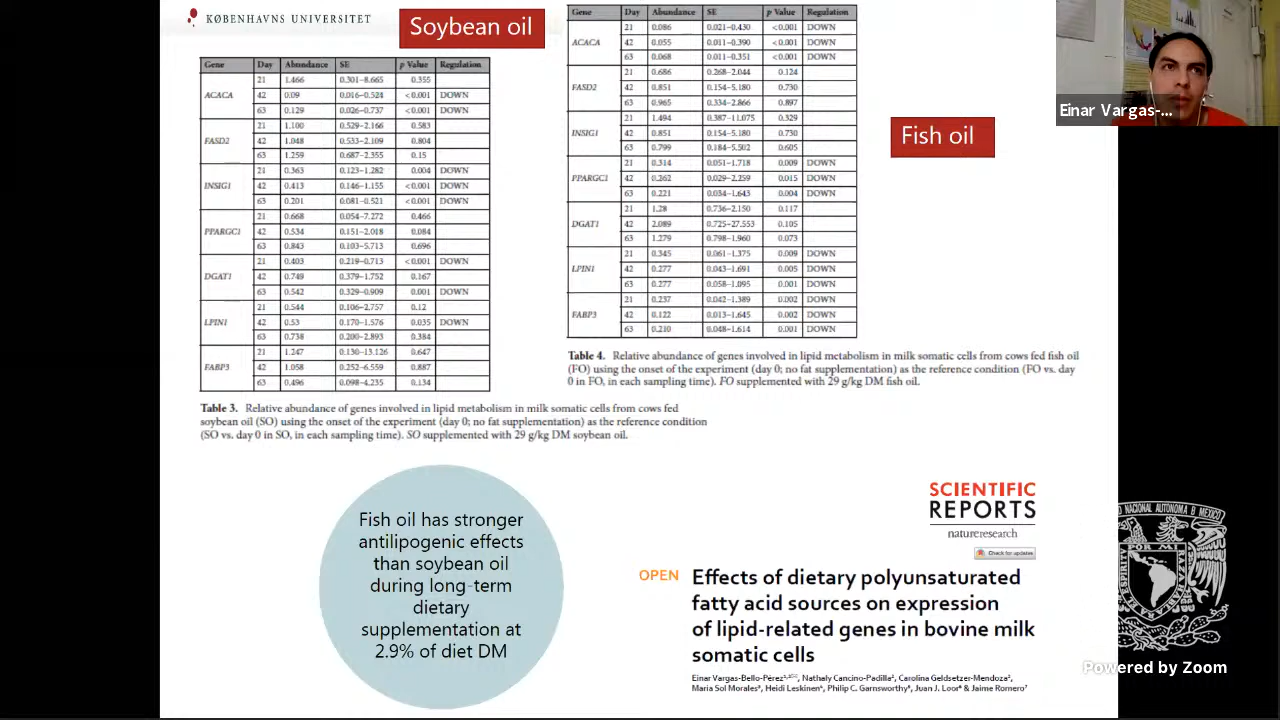 KØBENHAVNS UNIVERSITET
Soybean oil
Gene Day Abundance SE p Value Regulation
ACACA
21 1.466 0.301–8.665 0.355
42 0.09 0.016–0.524 <0.001 DOWN
63 0.129 0.026–0.737 <0.001 DOWN
FASD2
21 1.100 0.529–2.166 0.583
42 1.048 0.533–2.109 0.804
63 1.259 0.687–2.355 0.15
INSIG1
21 0.363 0.123–1.282 0.004 DOWN
42 0.413 0.146–1.155 <0.001 DOWN
63 0.201 0.081–0.521 <0.001 DOWN
PPARGC1
21 0.668 0.054–7.272 0.466
42 0.534 0.151–2.018 0.084
63 0.843 0.103–5.713 0.696
DGAT1
21 0.403 0.219–0.713 <0.001 DOWN
42 0.749 0.379–1.752 0.167
63 0.542 0.329–0.909 0.001 DOWN
LPIN1
21 0.544 0.106–2.757 0.12
42 0.53 0.170–1.576 0.035 DOWN
63 0.738 0.200–2.893 0.384
FABP3
21 1.247 0.130–13.126 0.647
42 1.058 0.252–6.559 0.887
63 0.496 0.098–4.235 0.134
Table 3. Relative abundance of genes involved in lipid metabolism in milk somatic cells from cows fed
soybean oil (SO) using the onset of the experiment (day 0; no fat supplementation) as the reference condition
(SO vs. day 0 in SO, in each sampling time). SO supplemented with 29 g/kg DM soybean oil.
Gene Day Abundance SE p Value Regulation
ACACA
21 0.086 0.021–0.430 <0.001 DOWN
42 0.055 0.011–0.390 <0.001 DOWN
63 0.068 0.011–0.351 <0.001 DOWN
FASD2
21 0.686 0.268–2.044 0.124
42 0.851 0.154–5.180 0.730
63 0.965 0.334–2.866 0.897
INSIG1
21 1.494 0.387–11.075 0.329
42 0.851 0.154–5.180 0.730
63 0.799 0.184–5.502 0.605
PPARGC1
21 0.314 0.051–1.718 0.009 DOWN
42 0.262 0.029–2.259 0.015 DOWN
63 0.221 0.034–1.643 0.004 DOWN
DGAT1
21 1.28 0.736–2.150 0.117
42 2.089 0.725–27.553 0.105
63 1.279 0.798–1.960 0.073
LPIN1
21 0.345 0.061–1.375 0.009 DOWN
42 0.277 0.043–1.691 0.005 DOWN
63 0.277 0.058–1.095 0.001 DOWN
FABP3
21 0.237 0.042–1.389 0.002 DOWN
42 0.122 0.013–1.645 0.002 DOWN
63 0.210 0.048–1.614 0.001 DOWN
Table 4. Relative abundance of genes involved in lipid metabolism in milk somatic cells from cows fed fish oil
(FO) using the onset of the experiment (day 0; no fat supplementation) as the reference condition (FO vs. day
0 in FO, in each sampling time). FO supplemented with 29 g/kg DM fish oil.
Fish oil
Einar Vargas-...
Fish oil has stronger
antilipogenic effects
than soybean oil
during long-term
dietary
supplementation at
2.9% of diet DM
SCIENTIFIC
REPORTS
natureresearch
Check for updates
OPEN
Effects of dietary polyunsaturated
fatty acid sources on expression
of lipid-related genes in bovine milk
somatic cells
Einar Vargas-Bello-Pérez, Nathaly Cancino-Padilla, Carolina Geldsetzer-Mendoza,
Maria Sol Morales, Heidi Leskinen, Philip C. Garnsworthy, Juan J. Loor & Jaime Romero
NACIONAL AUTÓNOMA
POR MI
Powered by Zoom